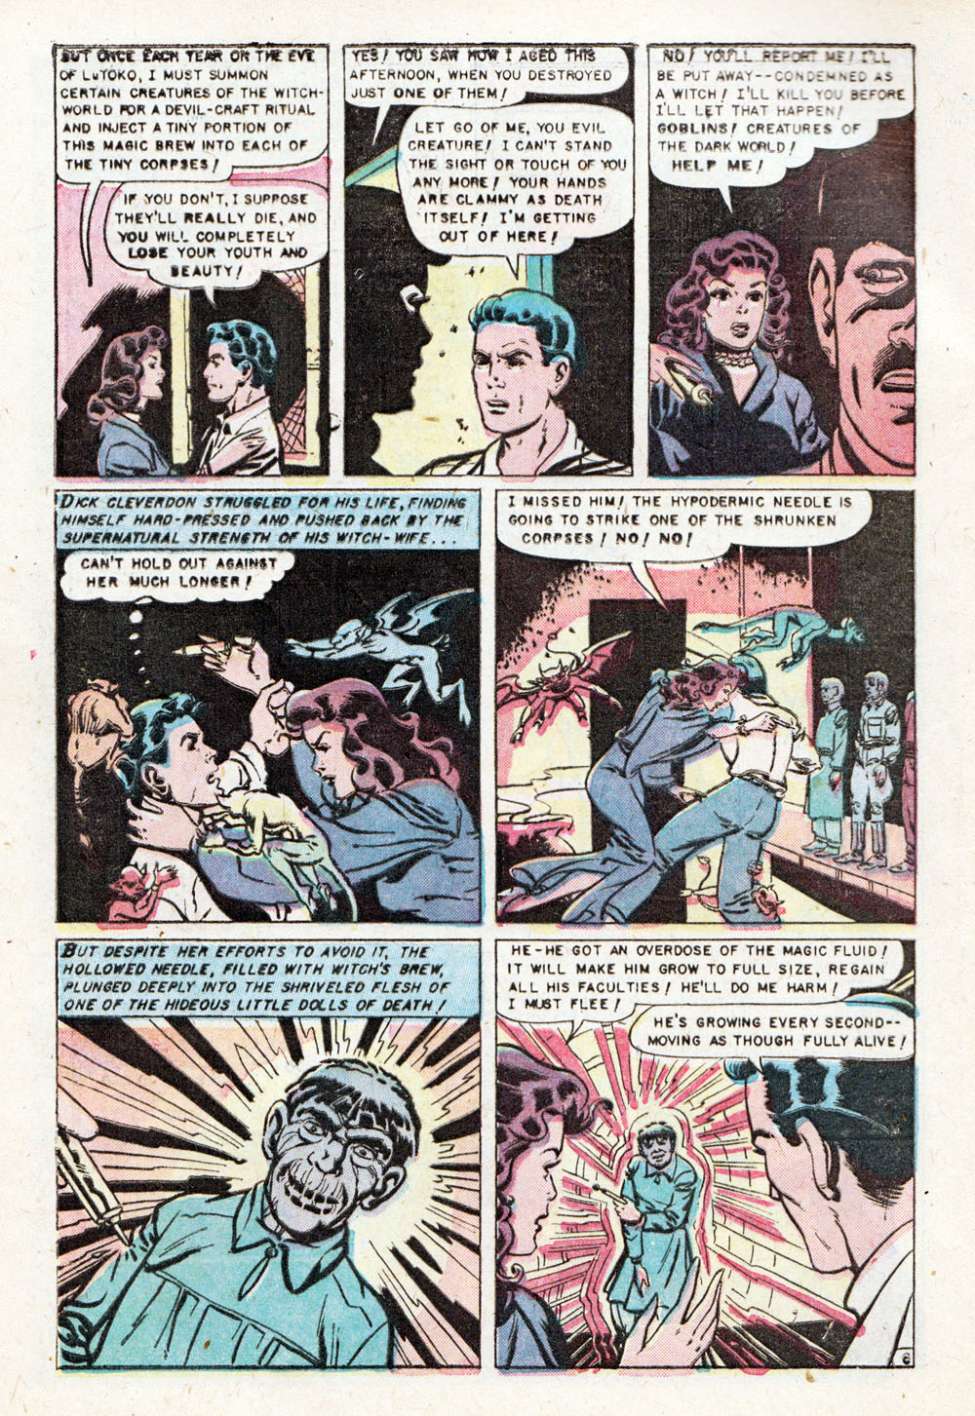 BUT ONCE EACH YEAR ON THE EVE
OF LUTOKO, I MUST SUMMON
CERTAIN CREATURES OF THE WITCH-
WORLD FOR A DEVIL-CRAFT RITUAL
AND INJECT A TINY PORTION OF
THIS MAGIC BREW INTO EACH OF
THE TINY CORPSES!
IF YOU DON'T, I SUPPOSE
THEY'LL REALLY DIE, AND
YOU WILL COMPLETELY
LOSE YOUR YOUTH AND
BEAUTY!
YES! YOU SAW HOW I AGED THIS
AFTERNOON, WHEN YOU DESTROYED
JUST ONE OF THEM!
LET GO OF ME, YOU EVIL
CREATURE! I CAN'T STAND
THE SIGHT OR TOUCH OF YOU
ANY MORE! YOUR HANDS
ARE CLAMMY AS DEATH
ITSELF! I'M GETTING
OUT OF HERE!
NO! YOU'LL REPORT ME! I'LL
BE PUT AWAY--CONDEMNED AS
A WITCH! I'LL KILL YOU BEFORE
I'LL LET THAT HAPPEN!
GOBLINS! CREATURES OF
THE DARK WORLD!
HELP ME!
DICK CLEVERDON STRUGGLED FOR HIS LIFE, FINDING
HIMSELF HARD-PRESSED AND PUSHED BACK BY THE
SUPERNATURAL STRENGTH OF HIS WITCH-WIFE...
CAN'T HOLD OUT AGAINST
HER MUCH LONGER!
I MISSED HIM! THE HYPODERMIC NEEDLE IS
GOING TO STRIKE ONE OF THE SHRUNKEN
CORPSES! NO! NO!
BUT DESPITE HER EFFORTS TO AVOID IT, THE
HOLLOWED NEEDLE, FILLED WITH WITCH'S BREW,
PLUNGED DEEPLY INTO THE SHRIVELED FLESH OF
ONE OF THE HIDEOUS LITTLE DOLLS OF DEATH!
HE-HE GOT AN OVERDOSE OF THE MAGIC FLUID!
IT WILL MAKE HIM GROW TO FULL SIZE, REGAIN
ALL HIS FACULTIES! HE'LL DO ME HARM!
I MUST FLEE!
HE'S GROWING EVERY SECOND--
MOVING AS THOUGH FULLY ALIVE!
6